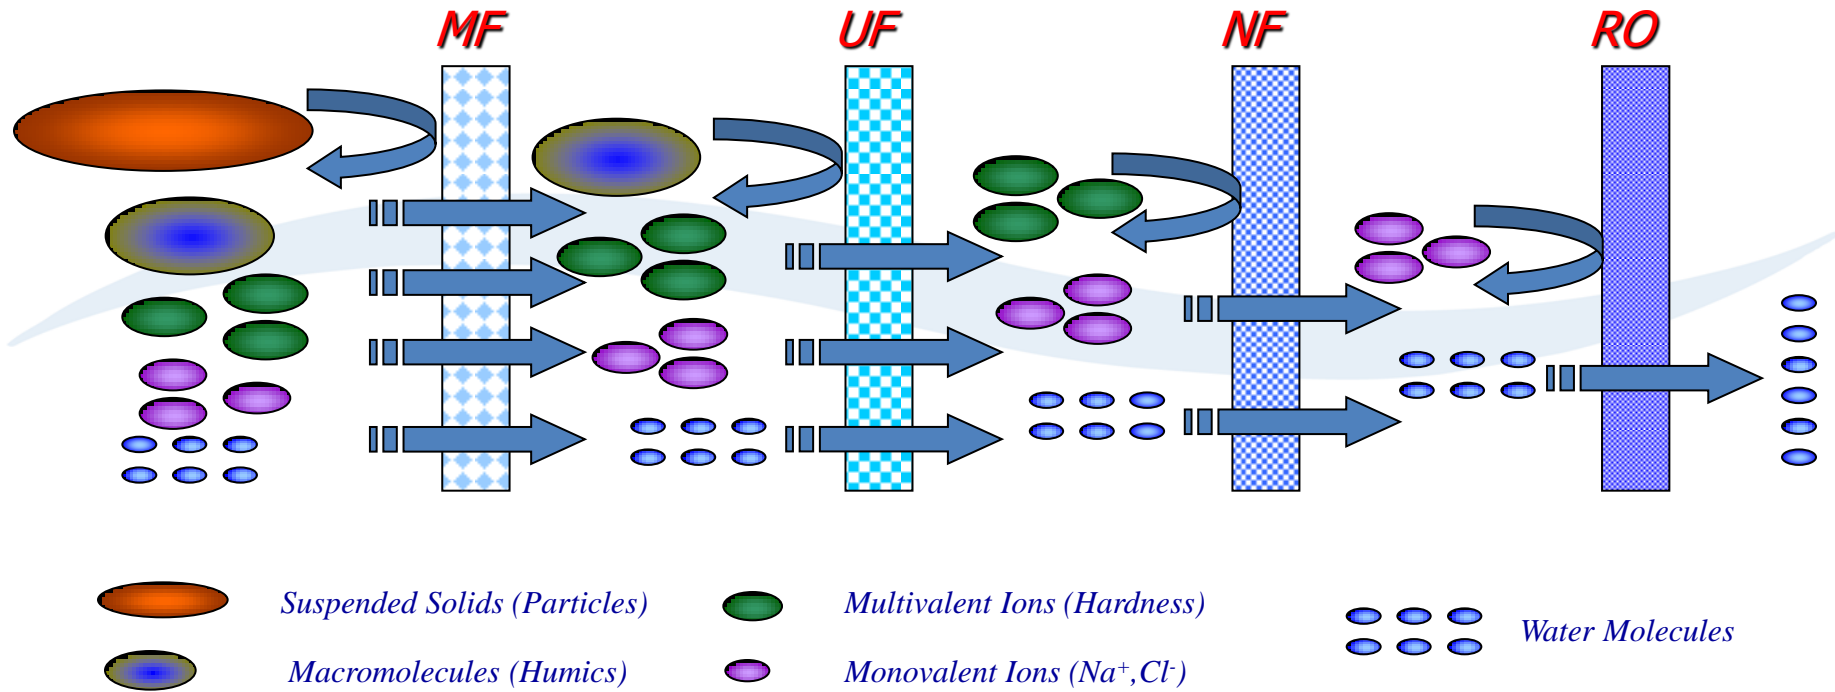 MF UF NF RO
Suspended Solids (Particles) Multivalent Ions (Hardness)
Water Molecules
Macromolecules (Humics) Monovalent Ions (Na⁺,Cl⁻)